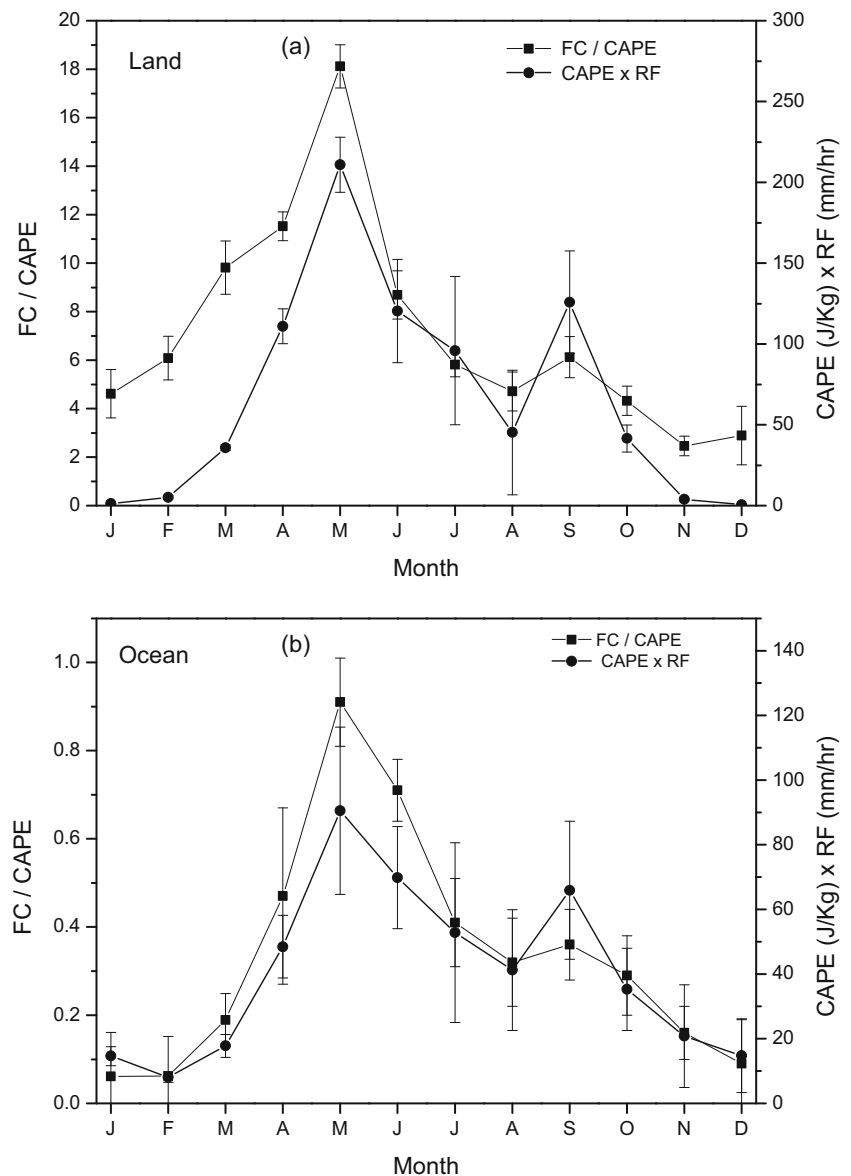 Land
(a)
FC / CAPE
CAPE x RF
20
18
16
14
12
10
8
6
4
2
0
FC / CAPE
300
250
200
150
100
50
0
CAPE (J/Kg) x RF (mm/hr)
J F M A M J J A S O N D
Month
Ocean
(b)
FC / CAPE
CAPE x RF
1.0
0.8
0.6
0.4
0.2
0.0
FC / CAPE
140
120
100
80
60
40
20
0
CAPE (J/Kg) x RF (mm/hr)
J F M A M J J A S O N D
Month